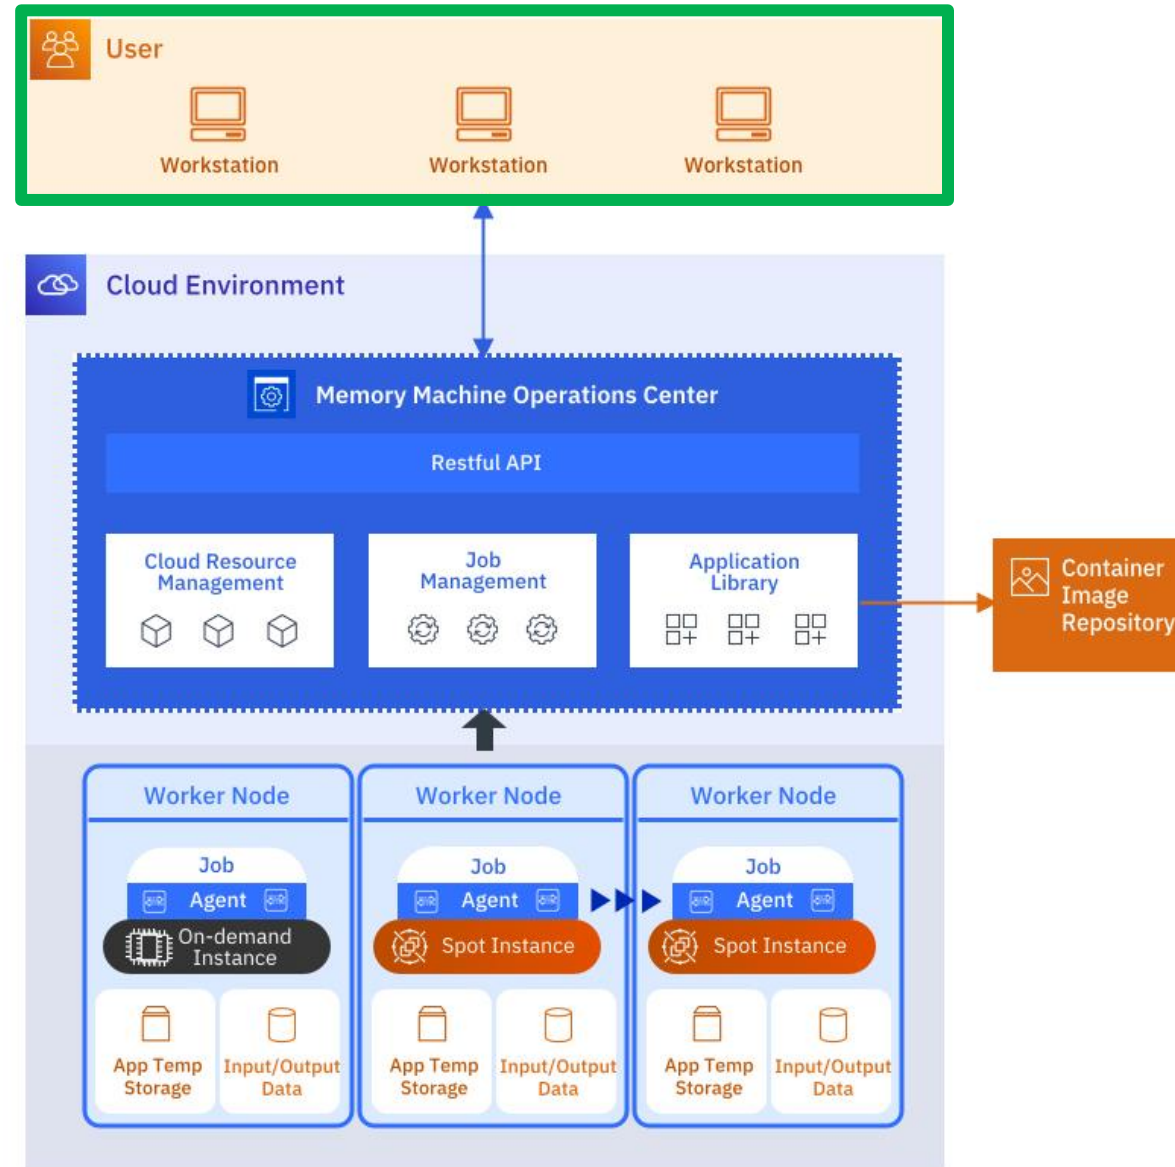 User
Workstation
Workstation
Workstation
Cloud Environment
Memory Machine Operations Center
Restful API
Cloud Resource
Management
Job
Management
Application
Library
Container
Image
Repository
Worker Node
Worker Node
Worker Node
Job
Agent
On-demand
Instance
Job
Agent
Spot Instance
Job
Agent
Spot Instance
App Temp
Storage
Input/Output
Data
App Temp
Storage
Input/Output
Data
App Temp
Storage
Input/Output
Data